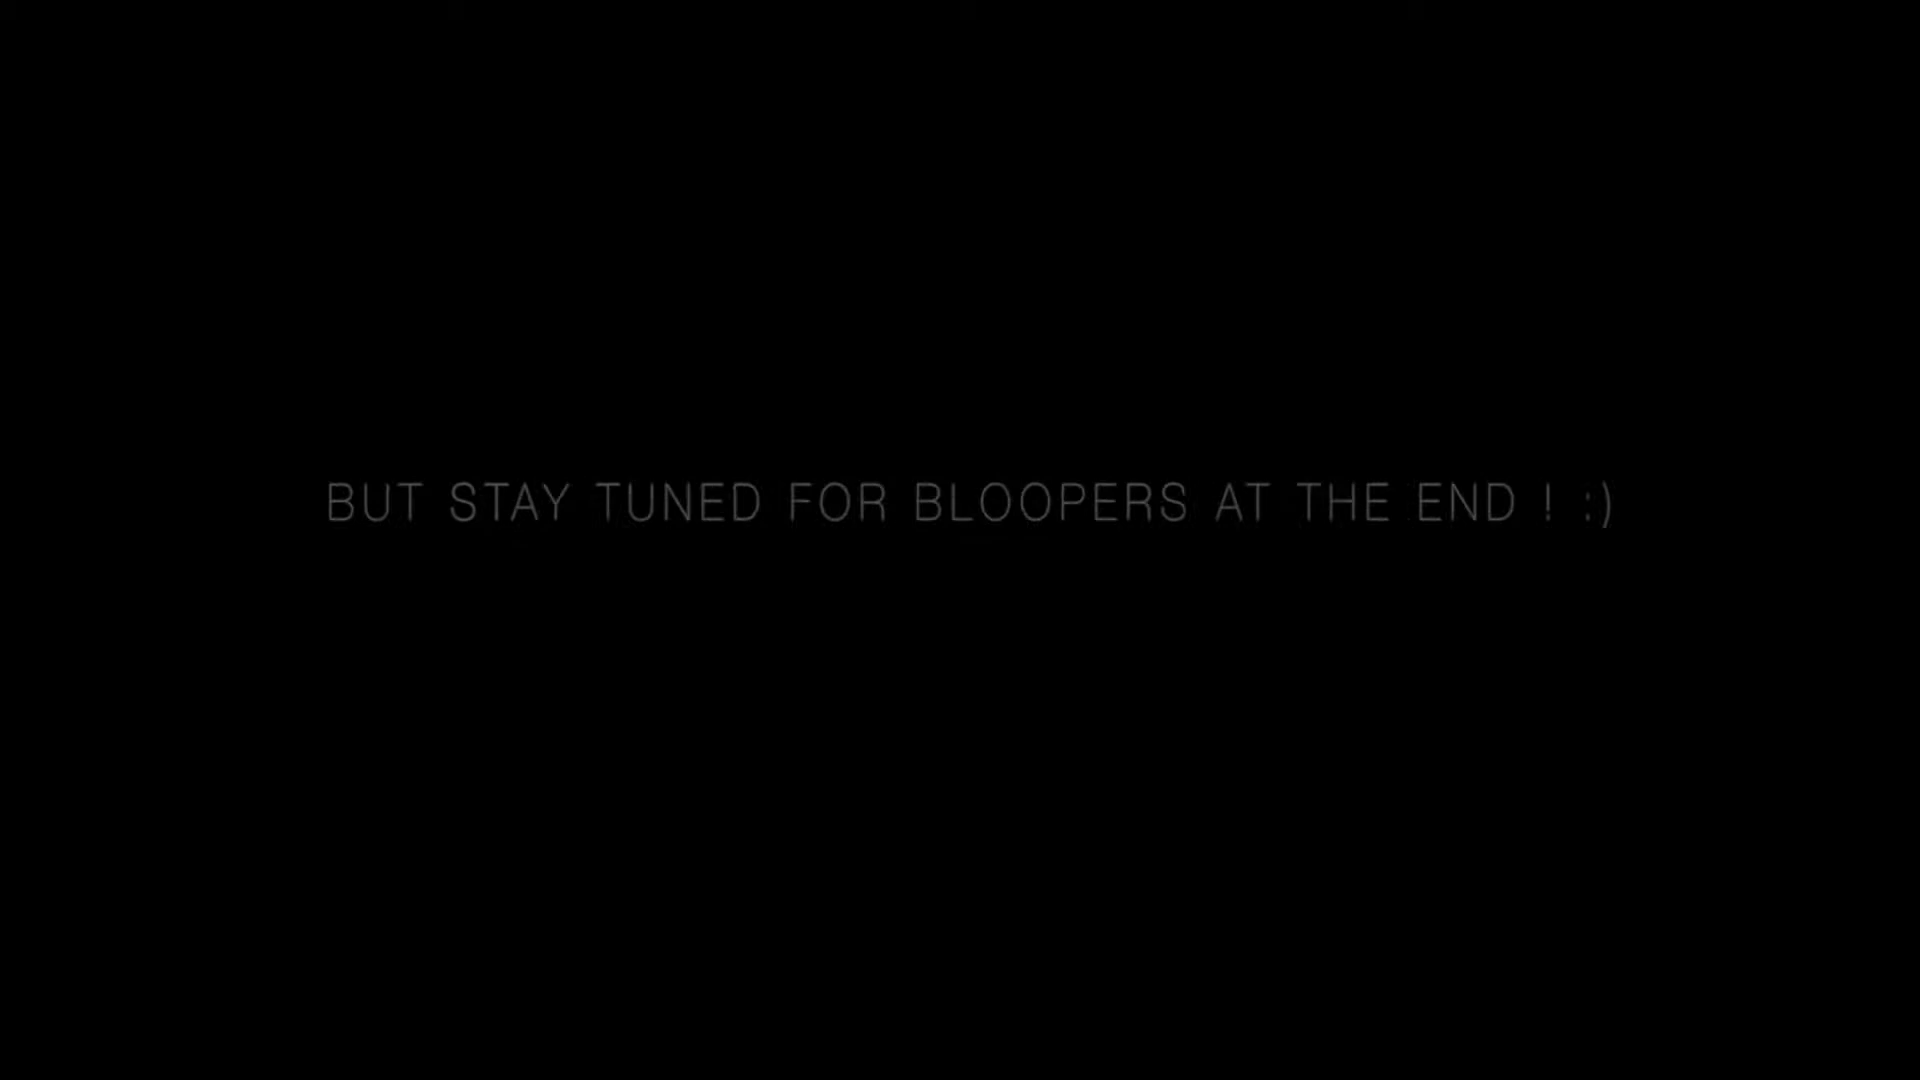 BUT STAY TUNED FOR BLOOPERS AT THE END ! :)